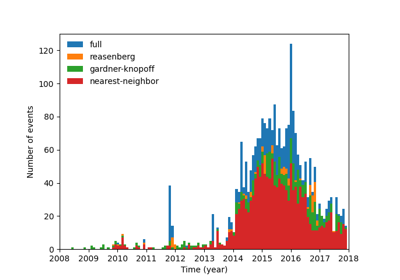 120
100
80
60
40
20
0
Number of events
full
reasenberg
gardner-knopoff
nearest-neighbor
2008 2009 2010 2011 2012 2013 2014 2015 2016 2017 2018
Time (year)